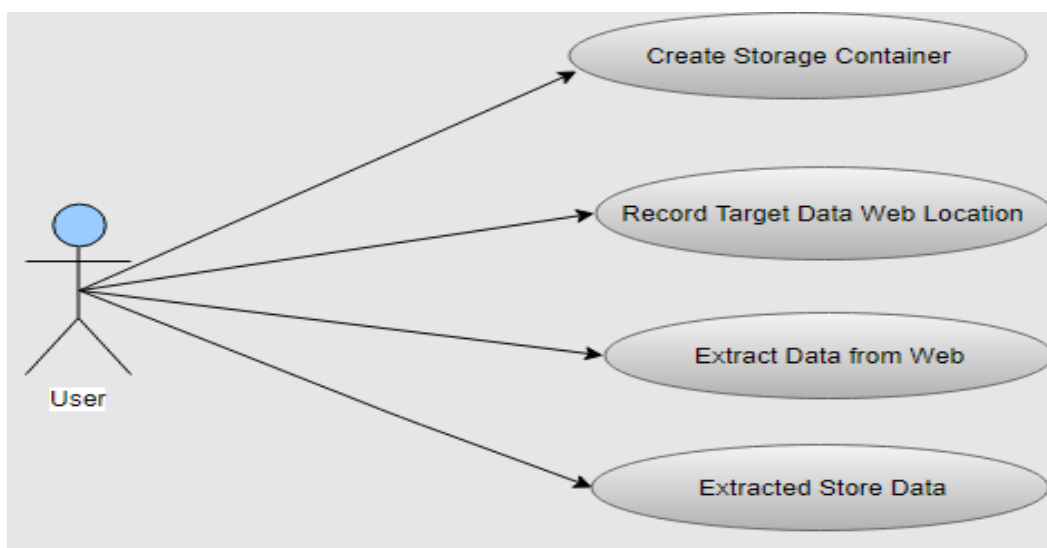 Create Storage Container
Record Target Data Web Location
Extract Data from Web
User
Extracted Store Data